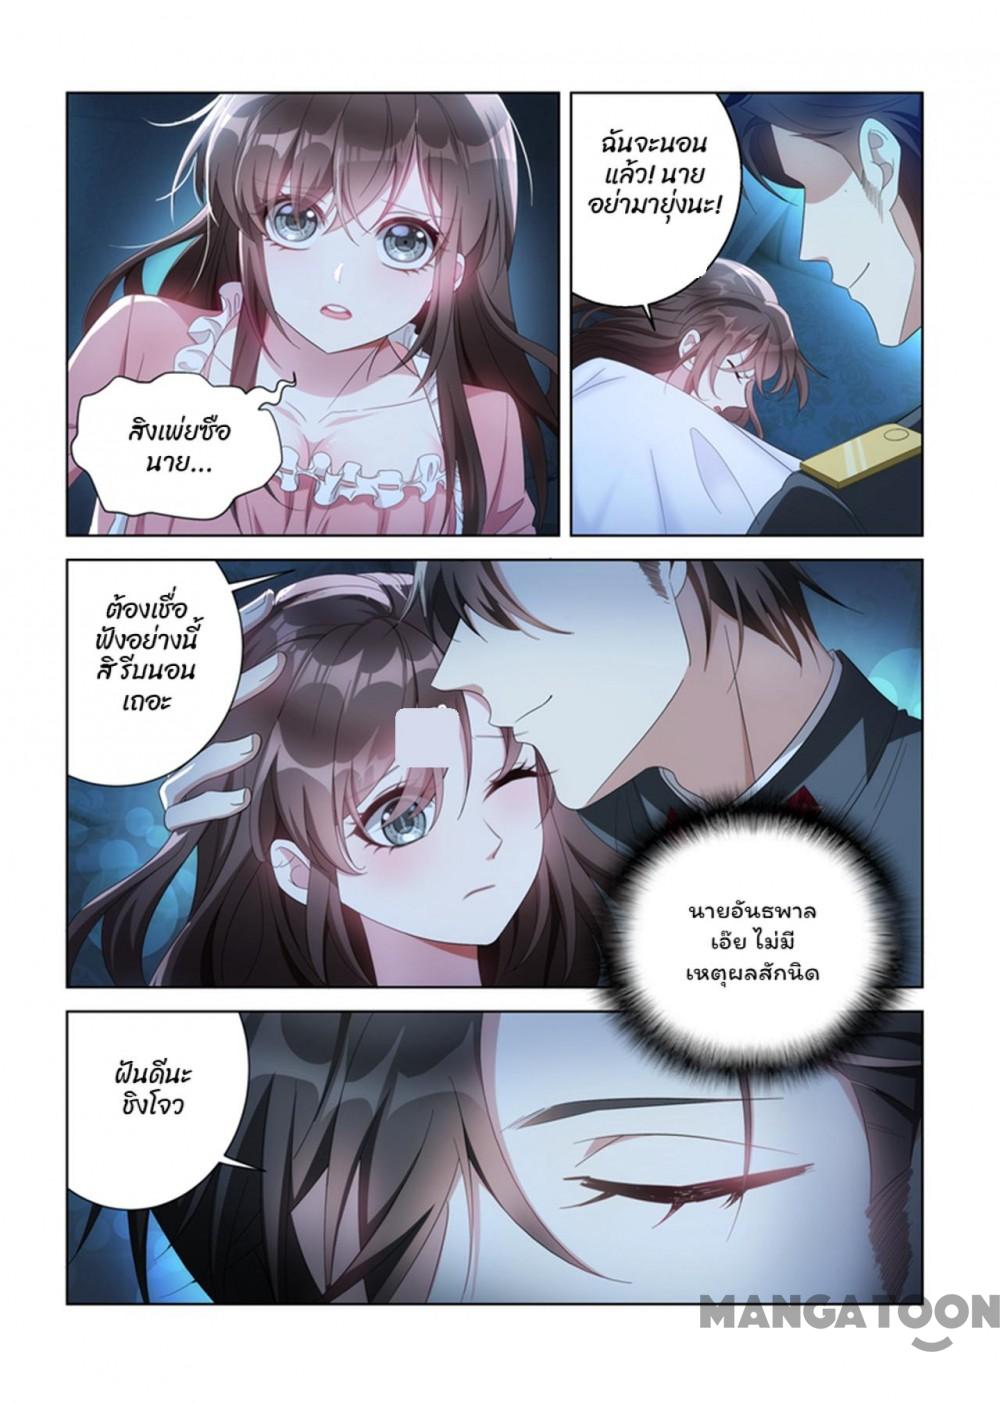 สิงเพ่ยซือ
นาย...
ฉันจะนอน
แล้ว! นาย
อย่ามายุ่งนะ!
ต้องเชื่อ
ฟังอย่างนี้
สิ รีบนอน
เถอะ
นายอันธพาล
เอ๊ย ไม่มี
เหตุผลสักนิด
ฝันดีนะ
ชิงโจว
MANGATOON